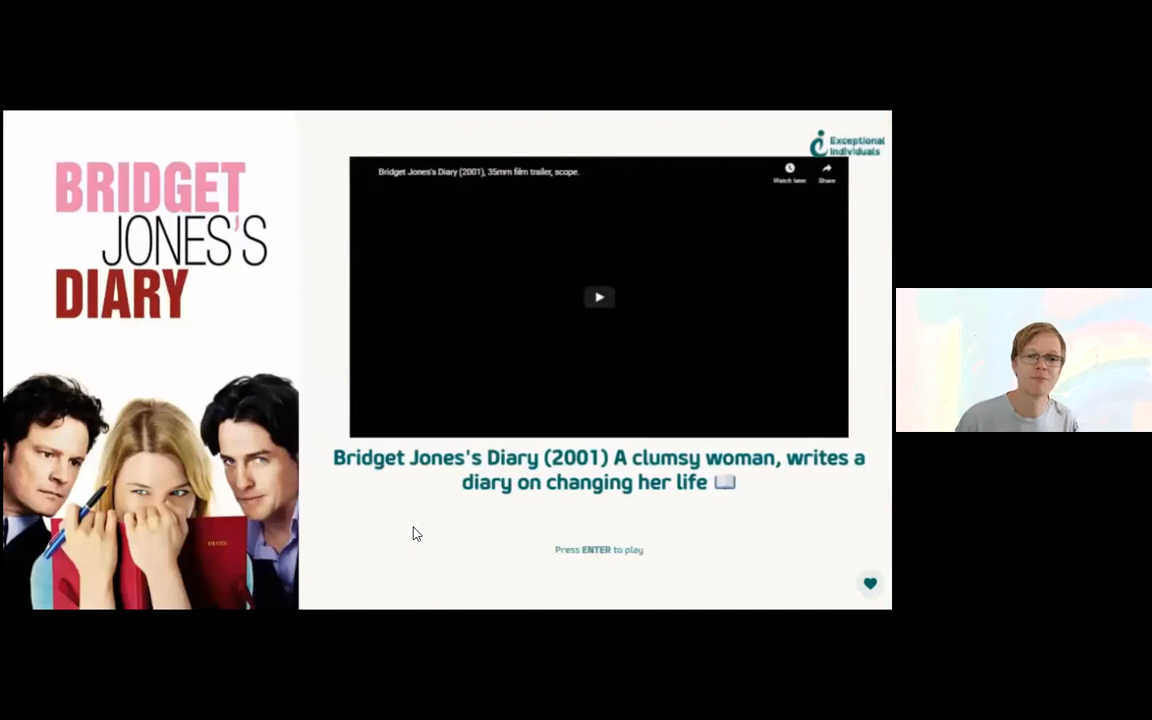 BRIDGET
JONES'S
DIARY
Exceptional
Individuals
Bridget Jones's Diary (2001), 35mm film trailer, scope.
Watch later
Share
Bridget Jones's Diary (2001) A clumsy woman, writes a
diary on changing her life 📖
Press ENTER to play